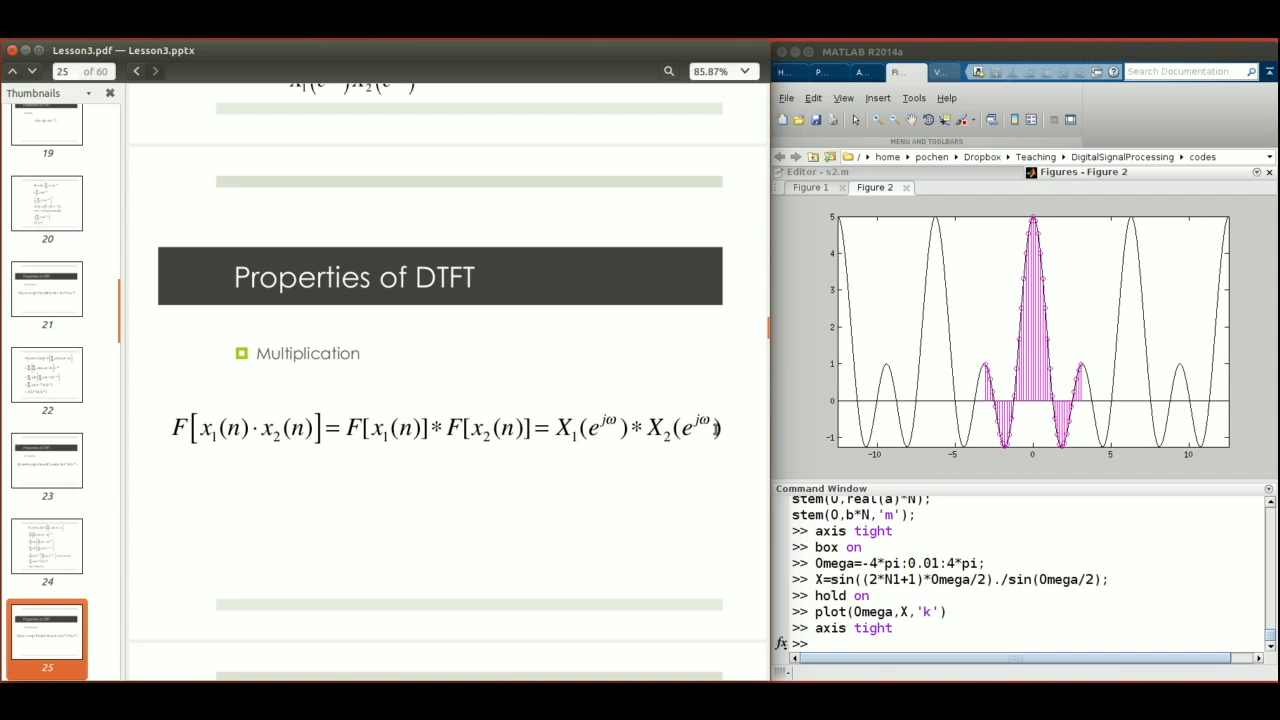 Lesson3.pdf — Lesson3.pptx
25 of 60
85.87%
Thumbnails
19
20
21
22
23
24
25
Properties of DTFT
Multiplication
F[x₁(n)·x₂(n)] = F[x₁(n)]∗F[x₂(n)] = X₁(e^{jω})∗X₂(e^{jω})
MATLAB R2014a
H... P... A... FI... V...
Search Documentation
File Edit View Insert Tools Help
MENU AND TOOLBARS
/ home pochen Dropbox Teaching DigitalSignalProcessing codes
Editor - s2.m
Figures - Figure 2
Figure 1 Figure 2
5
4
3
2
1
0
-1
-10 -5 0 5 10
Command Window
stem(O,real(a)*N);
stem(O,b*N,'m');
>> axis tight
>> box on
>> Omega=-4*pi:0.01:4*pi;
>> X=sin((2*N1+1)*Omega/2)./sin(Omega/2);
>> hold on
>> plot(Omega,X,'k')
>> axis tight
fx >>